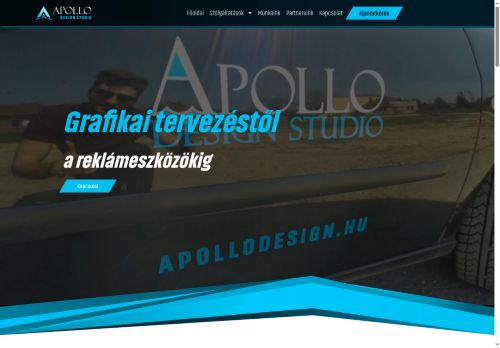 APOLLO
DESIGN STUDIO
Főoldal Szolgáltatások Munkáink Partnereink Kapcsolat Ajánlatkérés
APOLLO
DESIGN STUDIO
Grafikai tervezéstől
a reklámeszközökig
Kapcsolat
APOLLODESIGN.HU